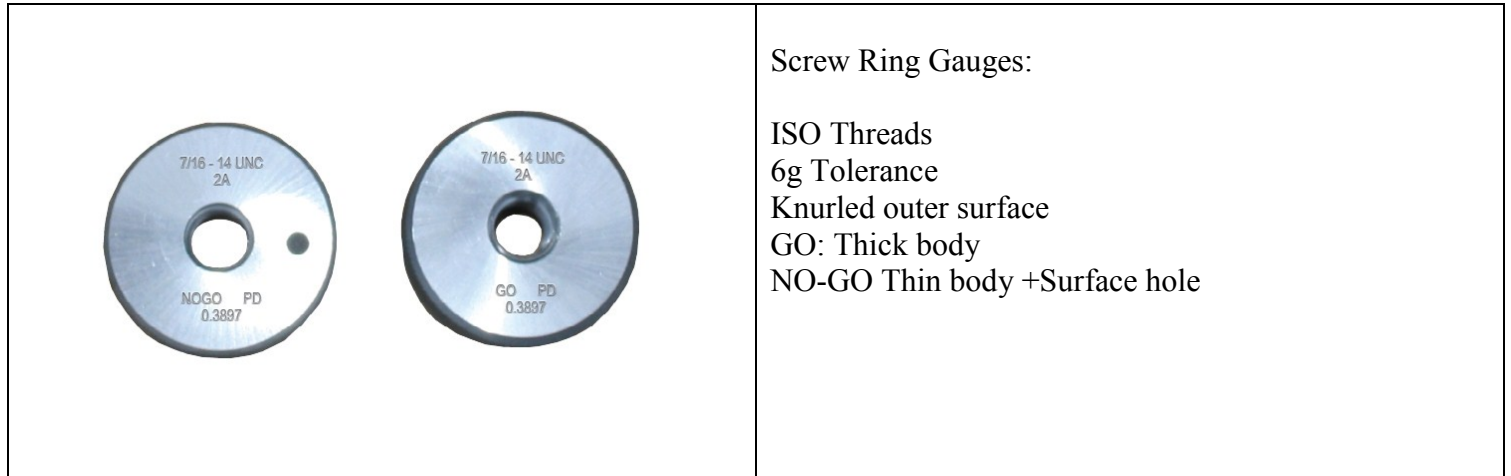 7/16 - 14 UNC
2A
NOGO PD
0.3897
7/16 - 14 UNC
2A
GO PD
0.3897
Screw Ring Gauges:
ISO Threads
6g Tolerance
Knurled outer surface
GO: Thick body
NO-GO Thin body +Surface hole